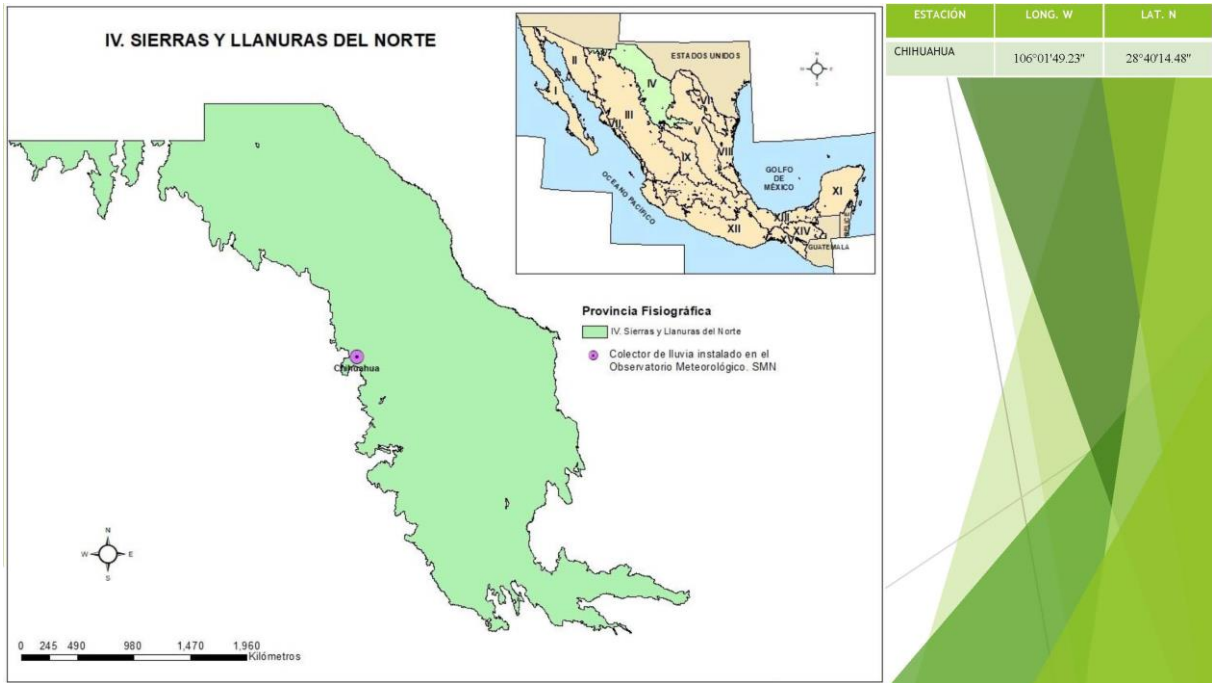 IV. SIERRAS Y LLANURAS DEL NORTE
ESTADOS UNIDOS
N
W E
S
I
II
III
IV
V
VI
VII
VIII
IX
X
XI
XII
XIII
XIV
XV
GOLFO
DE
MÉXICO
OCEANO PACÍFICO
BELICE
GUATEMALA
Provincia Fisiográfica
IV. Sierras y Llanuras del Norte
Colector de lluvia instalado en el
Observatorio Meteorológico. SMN
Chihuahua
N
W E
S
0 245 490 980 1,470 1,960
Kilómetros
ESTACIÓN LONG. W LAT. N
CHIHUAHUA 106°01'49.23" 28°40'14.48"